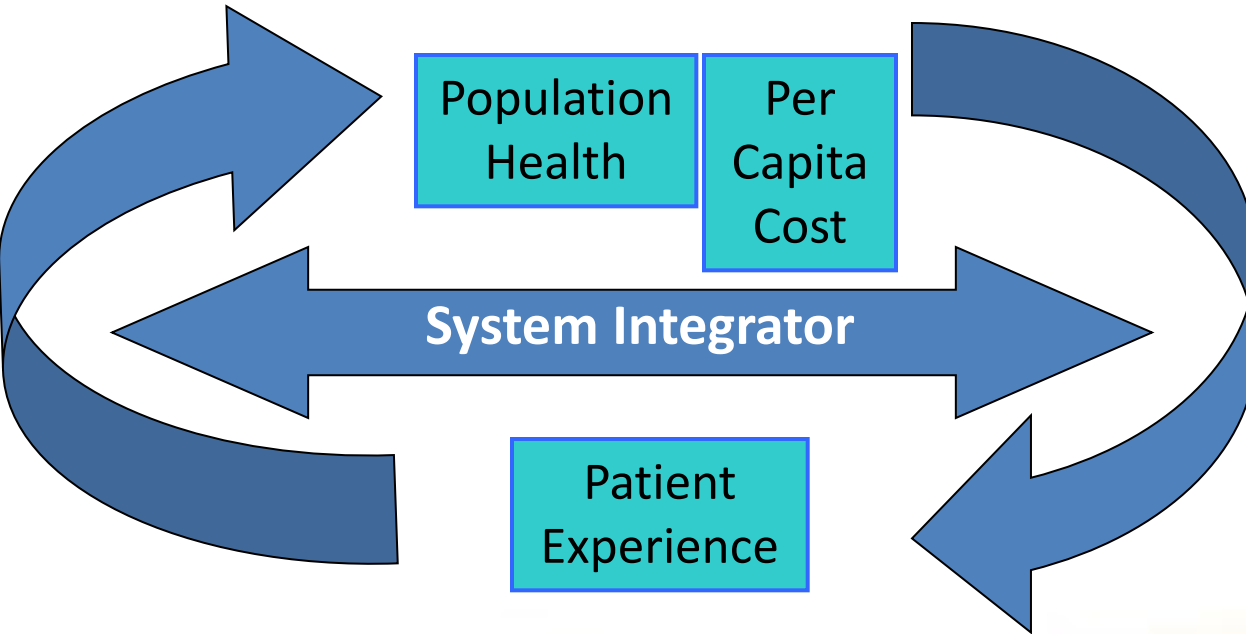 Population
Health
Per
Capita
Cost
System Integrator
Patient
Experience